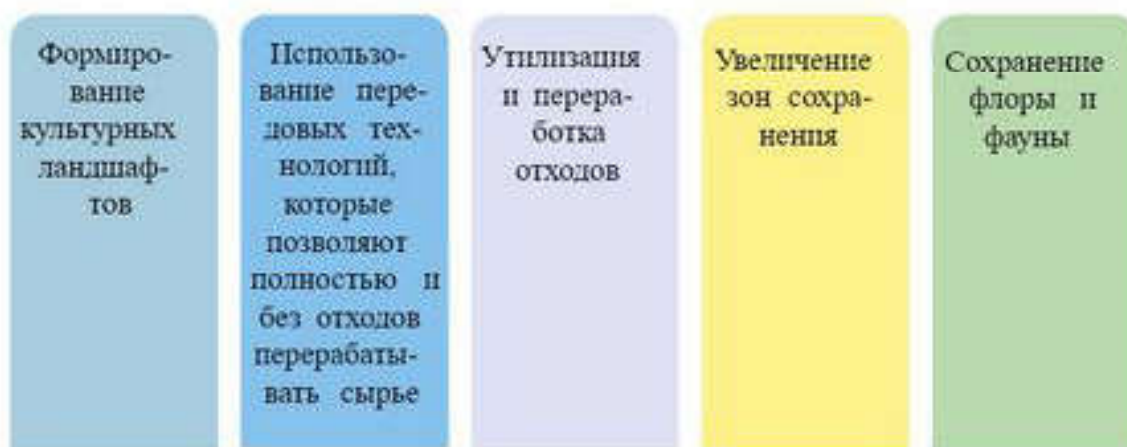 Формиро-
вание
культурных
ландшаф-
тов
Использо-
вание пере-
довых тех-
нологий,
которые
позволяют
полностью и
без отходов
перерабаты-
вать сырье
Утилизация
и перера-
ботка
отходов
Увеличение
зон сохра-
нения
Сохранение
флоры и
фауны